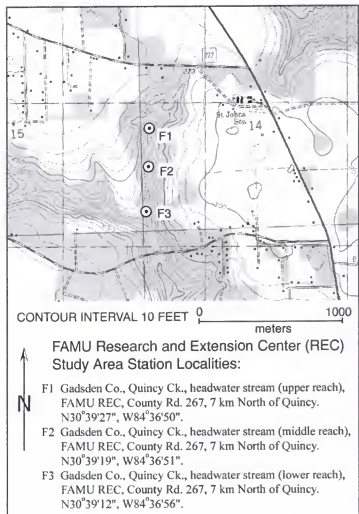 272
273
N
St Johns
Sch
15
14
F1
F2
F3
CONTOUR INTERVAL 10 FEET
0 1000
meters
FAMU Research and Extension Center (REC)
Study Area Station Localities:
N
F1 Gadsden Co., Quincy Ck., headwater stream (upper reach),
FAMU REC, County Rd. 267, 7 km North of Quincy.
N30°39'27", W84°36'50".
F2 Gadsden Co., Quincy Ck., headwater stream (middle reach),
FAMU REC, County Rd. 267, 7 km North of Quincy.
N30°39'19", W84°36'51".
F3 Gadsden Co., Quincy Ck., headwater stream (lower reach),
FAMU REC, County Rd. 267, 7 km North of Quincy.
N30°39'12", W84°36'56".